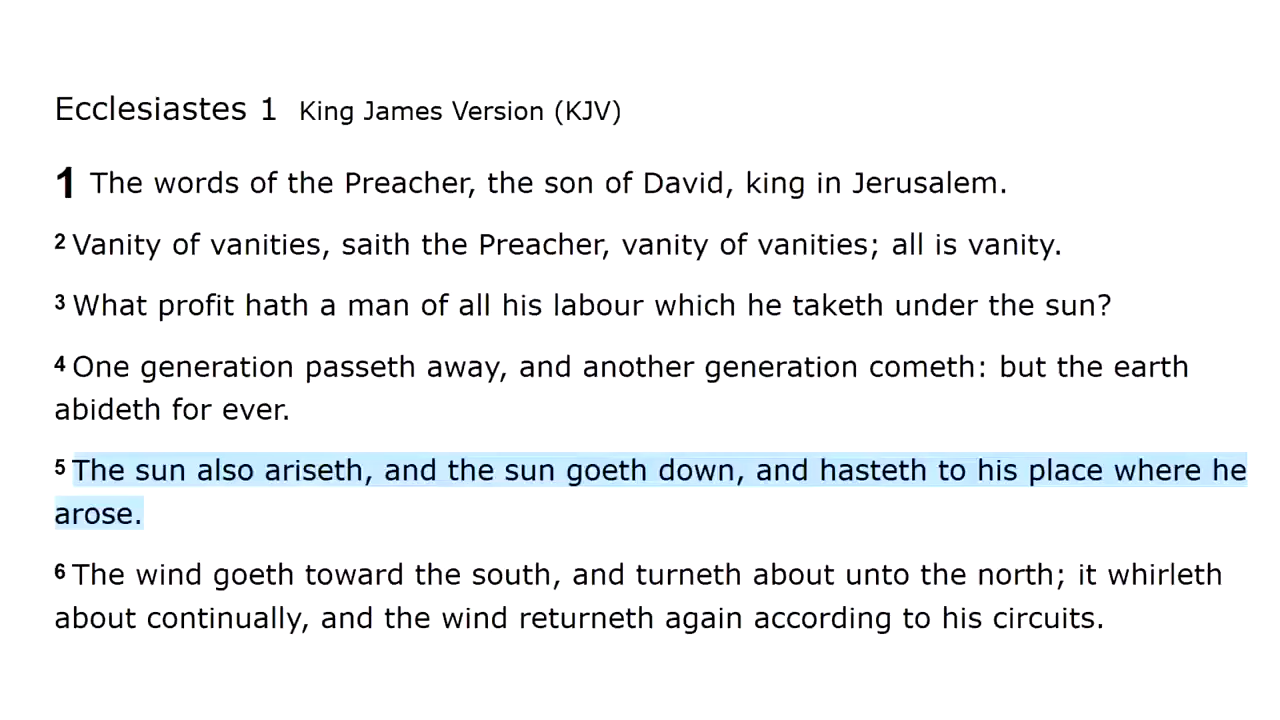 Ecclesiastes 1 King James Version (KJV)
1 The words of the Preacher, the son of David, king in Jerusalem.
2 Vanity of vanities, saith the Preacher, vanity of vanities; all is vanity.
3 What profit hath a man of all his labour which he taketh under the sun?
4 One generation passeth away, and another generation cometh: but the earth
abideth for ever.
5 The sun also ariseth, and the sun goeth down, and hasteth to his place where he
arose.
6 The wind goeth toward the south, and turneth about unto the north; it whirleth
about continually, and the wind returneth again according to his circuits.